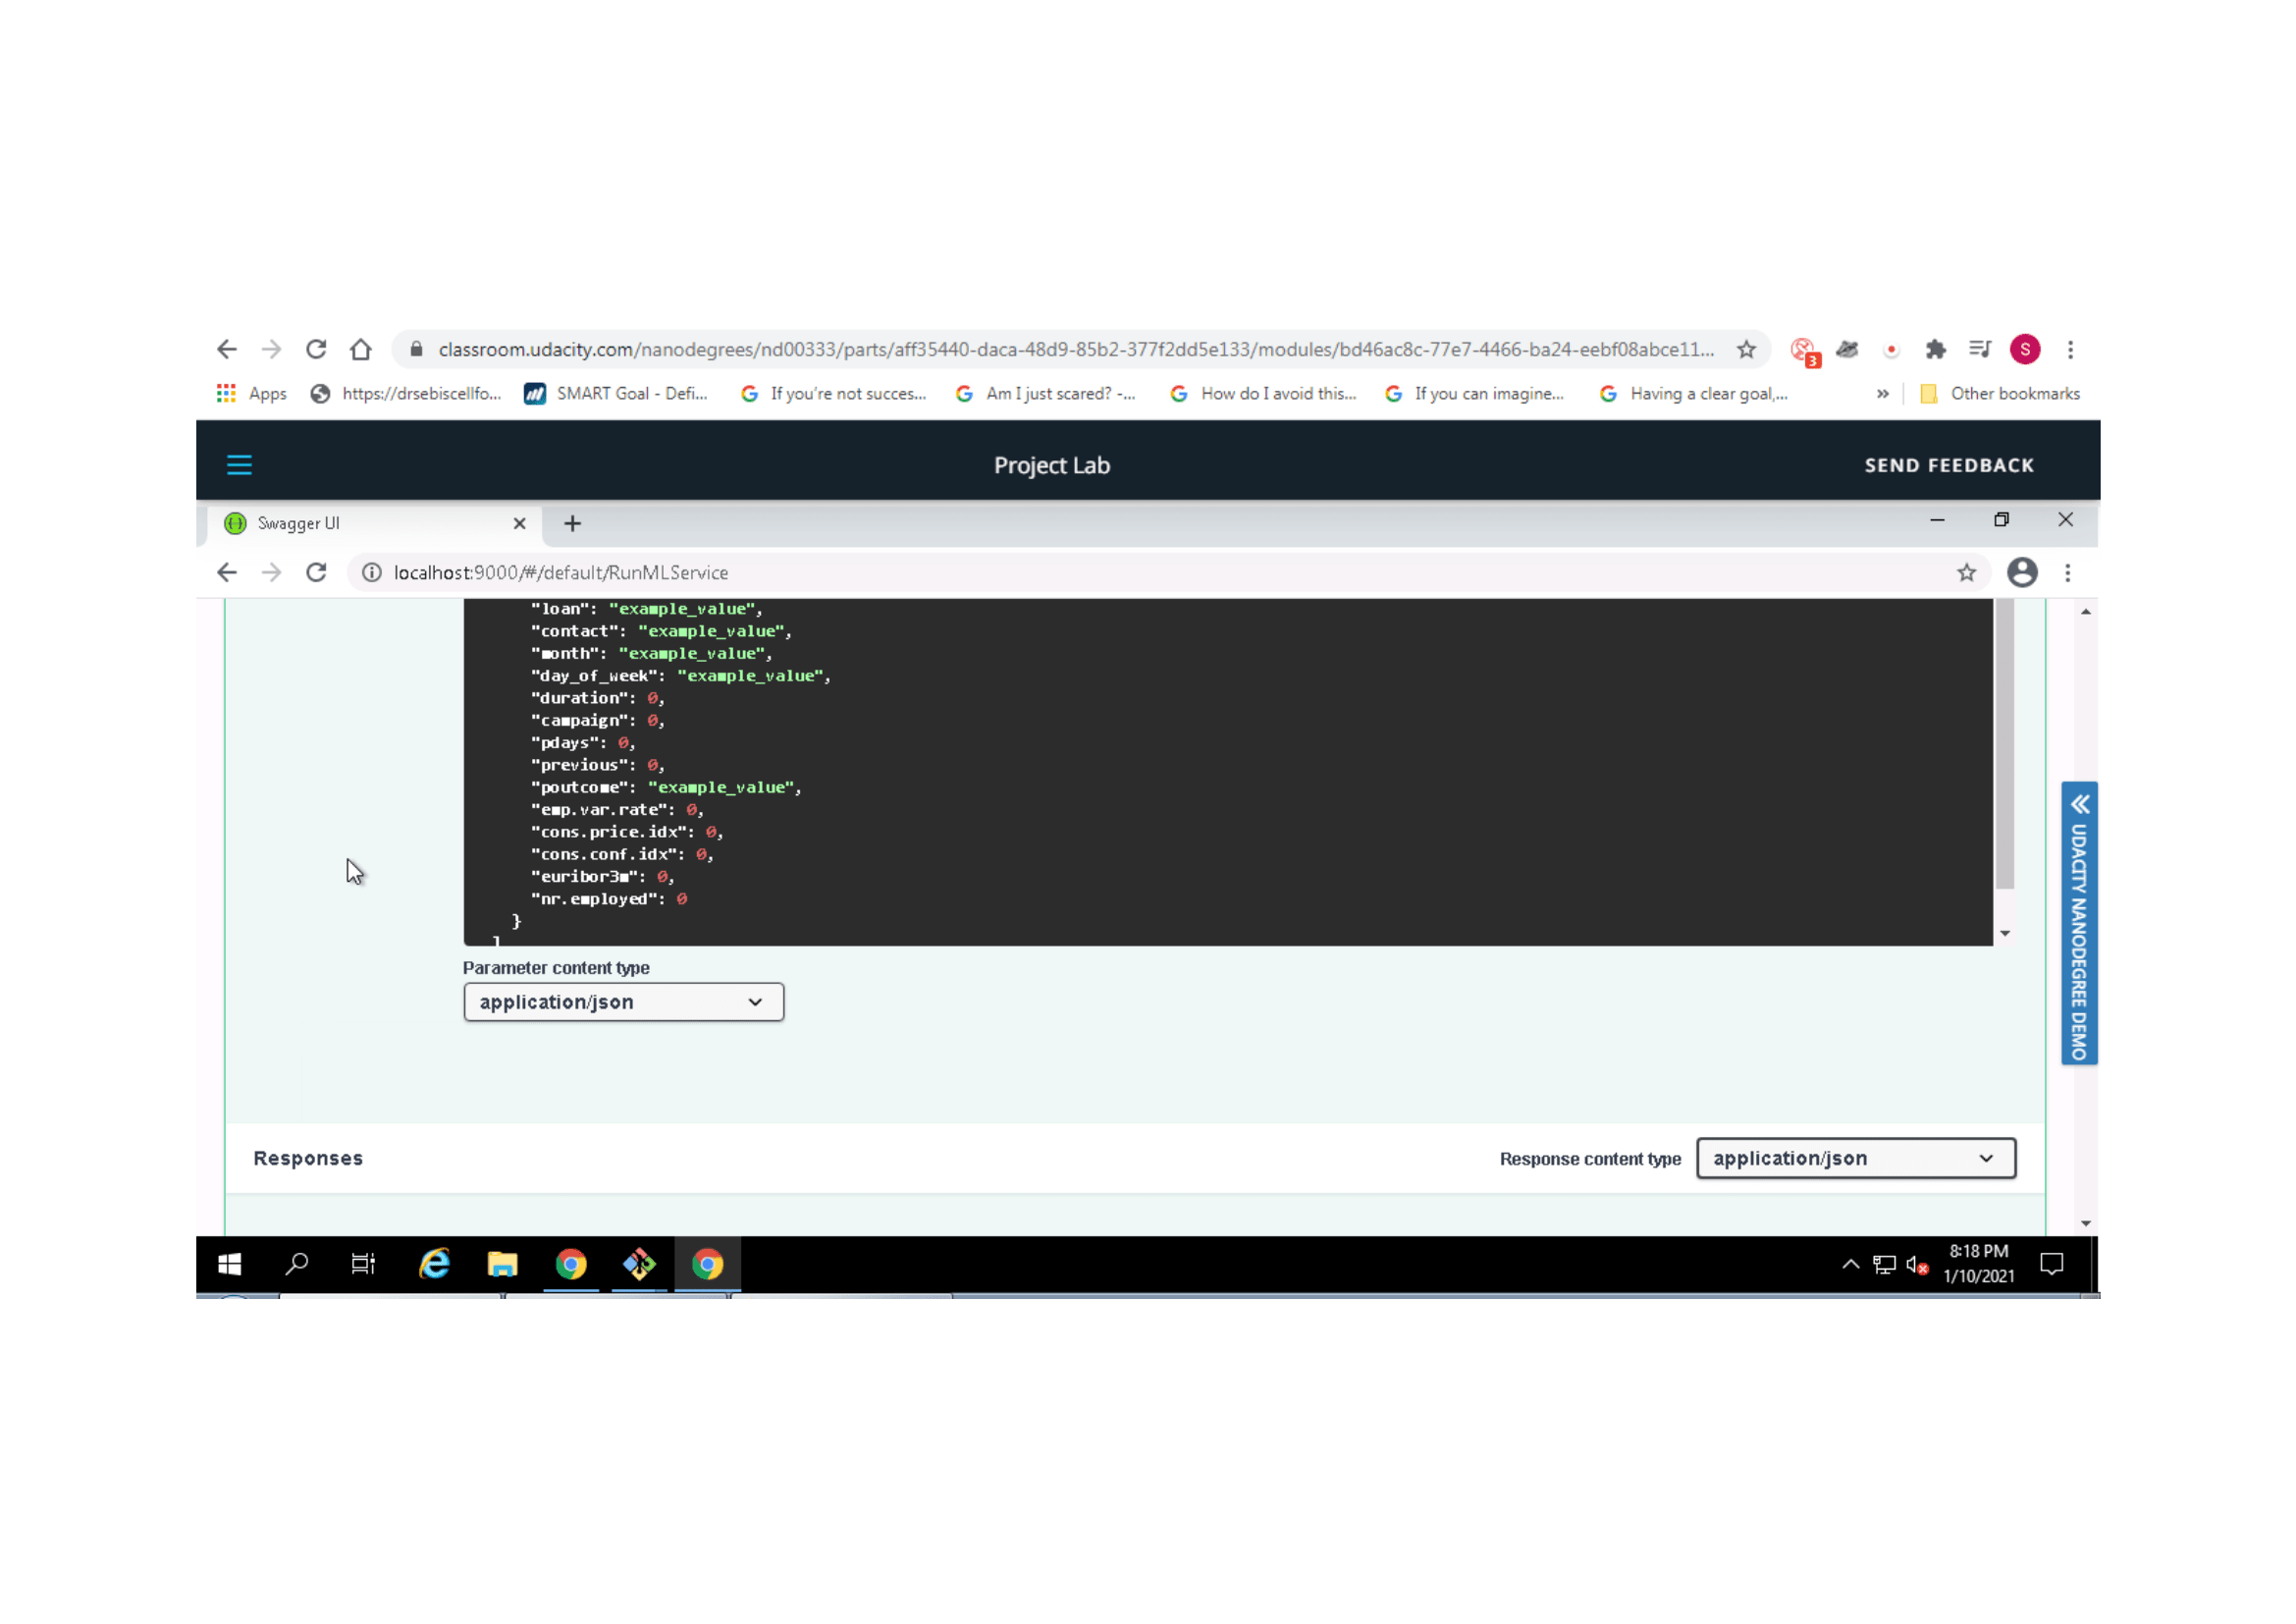 classroom.udacity.com/nanodegrees/nd00333/parts/aff35440-daca-48d9-85b2-377f2dd5e133/modules/bd46ac8c-77e7-4466-ba24-eebf08abce11...
3
S
Apps https://drsebiscellfo... SMART Goal - Defi... If you're not succes... Am I just scared? -... How do I avoid this... If you can imagine... Having a clear goal,... » Other bookmarks
Project Lab SEND FEEDBACK
Swagger UI
localhost:9000/#/default/RunMLService
"loan": "example_value",
"contact": "example_value",
"month": "example_value",
"day_of_week": "example_value",
"duration": 0,
"campaign": 0,
"pdays": 0,
"previous": 0,
"poutcome": "example_value",
"emp.var.rate": 0,
"cons.price.idx": 0,
"cons.conf.idx": 0,
"euribor3m": 0,
"nr.employed": 0
}
]
Parameter content type
application/json
UDACITY NANODEGREE DEMO
Responses Response content type application/json
8:18 PM
1/10/2021